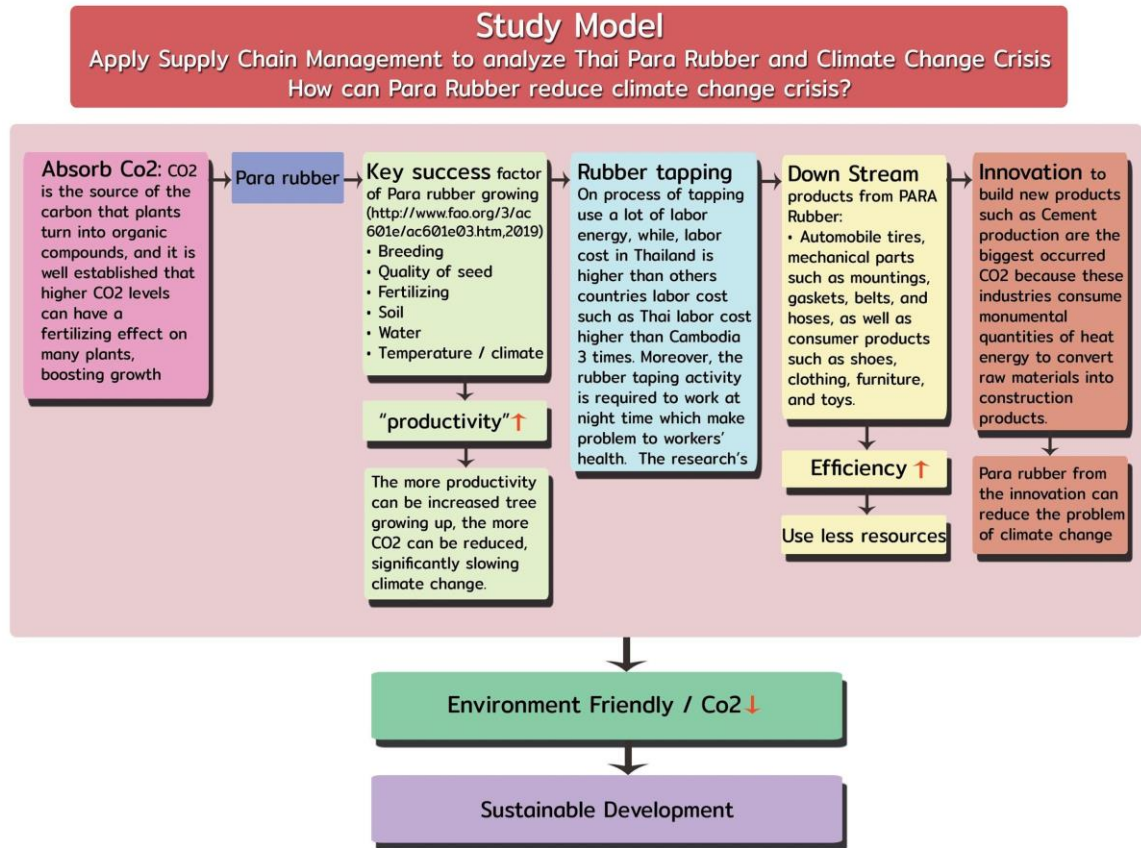 Study Model
Apply Supply Chain Management to analyze Thai Para Rubber and Climate Change Crisis
How can Para Rubber reduce climate change crisis?
Absorb Co2: CO2
is the source of the
carbon that plants
turn into organic
compounds, and it is
well established that
higher CO2 levels
can have a
fertilizing effect on
many plants,
boosting growth
Para rubber
Key success factor
of Para rubber growing
(http://www.fao.org/3/ac
601e/ac601e03.htm,2019)
• Breeding
• Quality of seed
• Fertilizing
• Soil
• Water
• Temperature / climate
“productivity”↑
The more productivity
can be increased tree
growing up, the more
CO2 can be reduced,
significantly slowing
climate change.
Rubber tapping
On process of tapping
use a lot of labor
energy, while, labor
cost in Thailand is
higher than others
countries labor cost
such as Thai labor cost
higher than Cambodia
3 times. Moreover, the
rubber taping activity
is required to work at
night time which make
problem to workers’
health. The research’s
Down Stream
products from PARA
Rubber:
• Automobile tires,
mechanical parts
such as mountings,
gaskets, belts, and
hoses, as well as
consumer products
such as shoes,
clothing, furniture,
and toys.
Efficiency ↑
Use less resources
Innovation to
build new products
such as Cement
production are the
biggest occurred
CO2 because these
industries consume
monumental
quantities of heat
energy to convert
raw materials into
construction
products.
Para rubber from
the innovation can
reduce the problem
of climate change
Environment Friendly / Co2↓
Sustainable Development